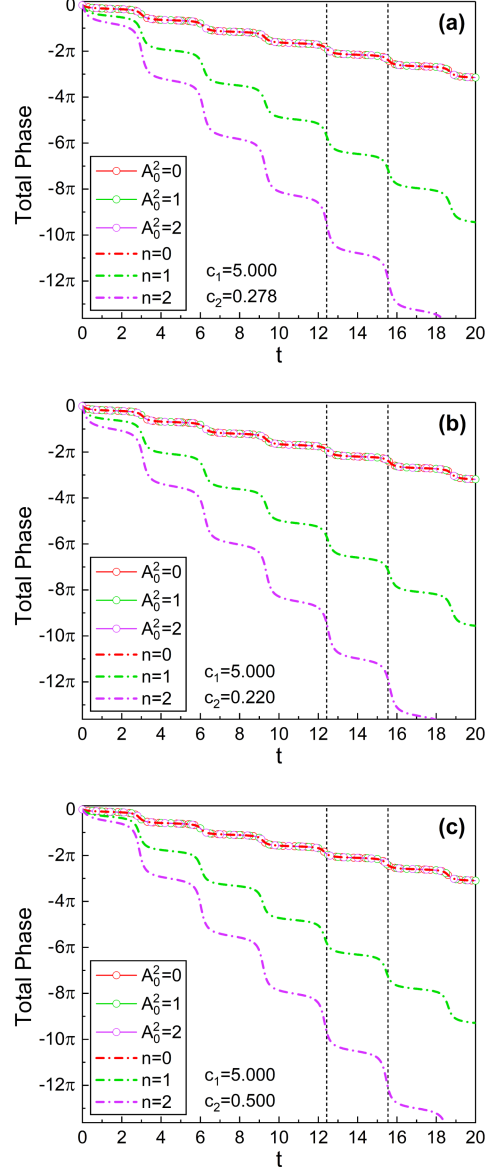 (a)
Total Phase
0
-2π
-4π
-6π
-8π
-10π
-12π
A₀²=0
A₀²=1
A₀²=2
n=0
n=1
n=2
c₁=5.000
c₂=0.278
0 2 4 6 8 10 12 14 16 18 20
t
(b)
Total Phase
0
-2π
-4π
-6π
-8π
-10π
-12π
A₀²=0
A₀²=1
A₀²=2
n=0
n=1
n=2
c₁=5.000
c₂=0.220
0 2 4 6 8 10 12 14 16 18 20
t
(c)
Total Phase
0
-2π
-4π
-6π
-8π
-10π
-12π
A₀²=0
A₀²=1
A₀²=2
n=0
n=1
n=2
c₁=5.000
c₂=0.500
0 2 4 6 8 10 12 14 16 18 20
t